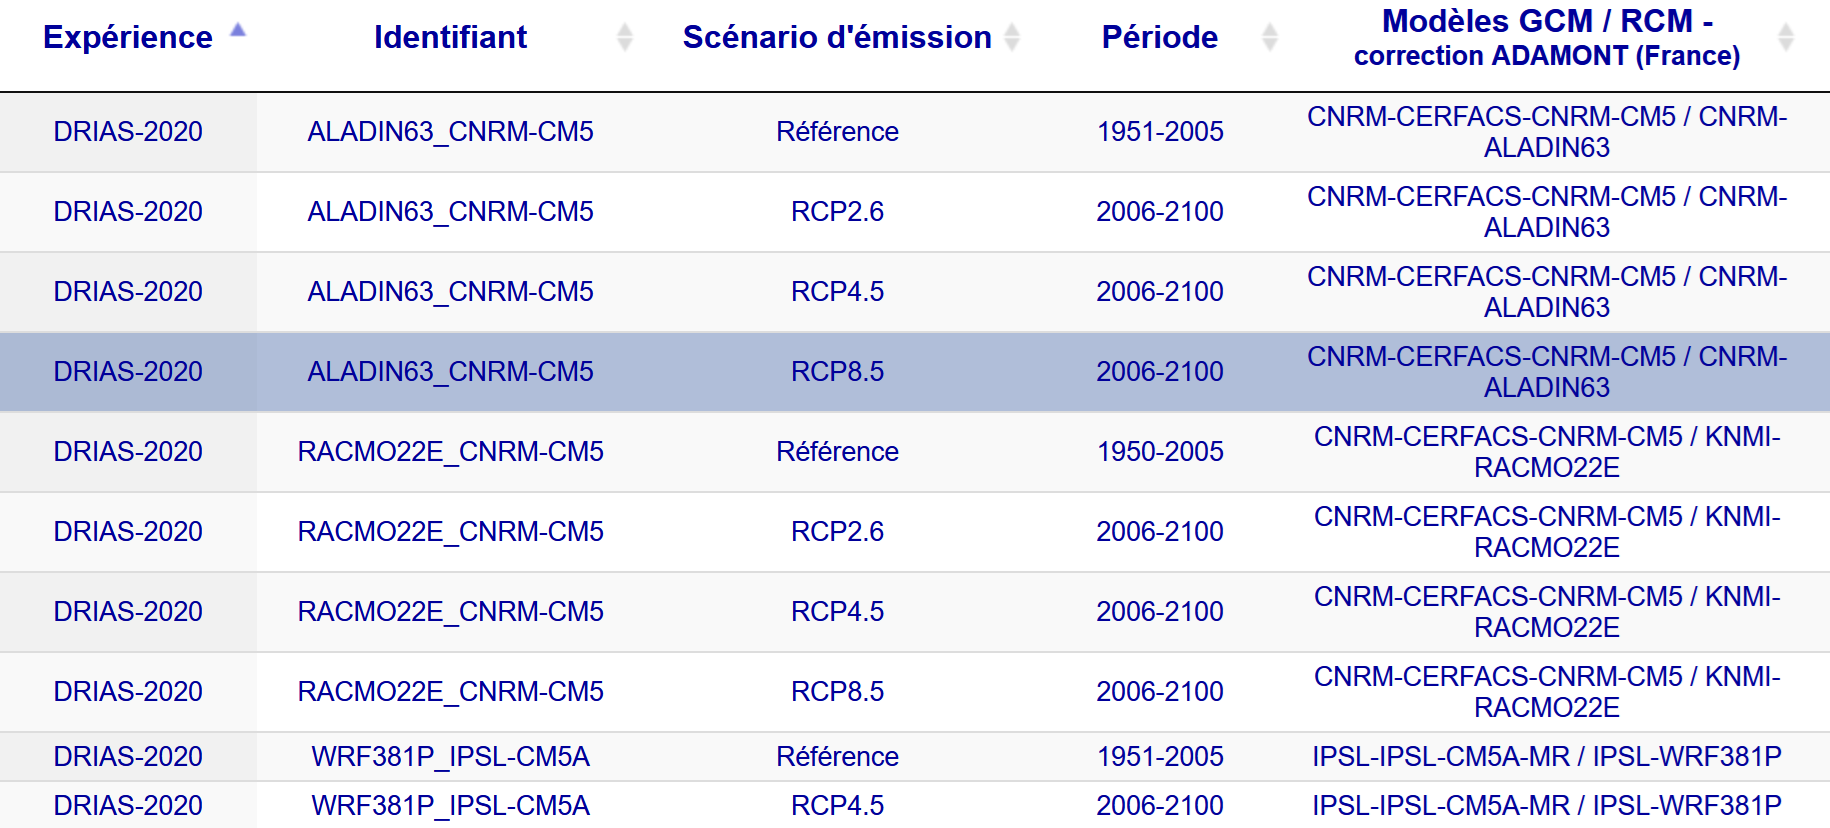 Expérience Identifiant Scénario d'émission Période Modèles GCM / RCM -
correction ADAMONT (France)
DRIAS-2020 ALADIN63_CNRM-CM5 Référence 1951-2005 CNRM-CERFACS-CNRM-CM5 / CNRM-
ALADIN63
DRIAS-2020 ALADIN63_CNRM-CM5 RCP2.6 2006-2100 CNRM-CERFACS-CNRM-CM5 / CNRM-
ALADIN63
DRIAS-2020 ALADIN63_CNRM-CM5 RCP4.5 2006-2100 CNRM-CERFACS-CNRM-CM5 / CNRM-
ALADIN63
DRIAS-2020 ALADIN63_CNRM-CM5 RCP8.5 2006-2100 CNRM-CERFACS-CNRM-CM5 / CNRM-
ALADIN63
DRIAS-2020 RACMO22E_CNRM-CM5 Référence 1950-2005 CNRM-CERFACS-CNRM-CM5 / KNMI-
RACMO22E
DRIAS-2020 RACMO22E_CNRM-CM5 RCP2.6 2006-2100 CNRM-CERFACS-CNRM-CM5 / KNMI-
RACMO22E
DRIAS-2020 RACMO22E_CNRM-CM5 RCP4.5 2006-2100 CNRM-CERFACS-CNRM-CM5 / KNMI-
RACMO22E
DRIAS-2020 RACMO22E_CNRM-CM5 RCP8.5 2006-2100 CNRM-CERFACS-CNRM-CM5 / KNMI-
RACMO22E
DRIAS-2020 WRF381P_IPSL-CM5A Référence 1951-2005 IPSL-IPSL-CM5A-MR / IPSL-WRF381P
DRIAS-2020 WRF381P_IPSL-CM5A RCP4.5 2006-2100 IPSL-IPSL-CM5A-MR / IPSL-WRF381P